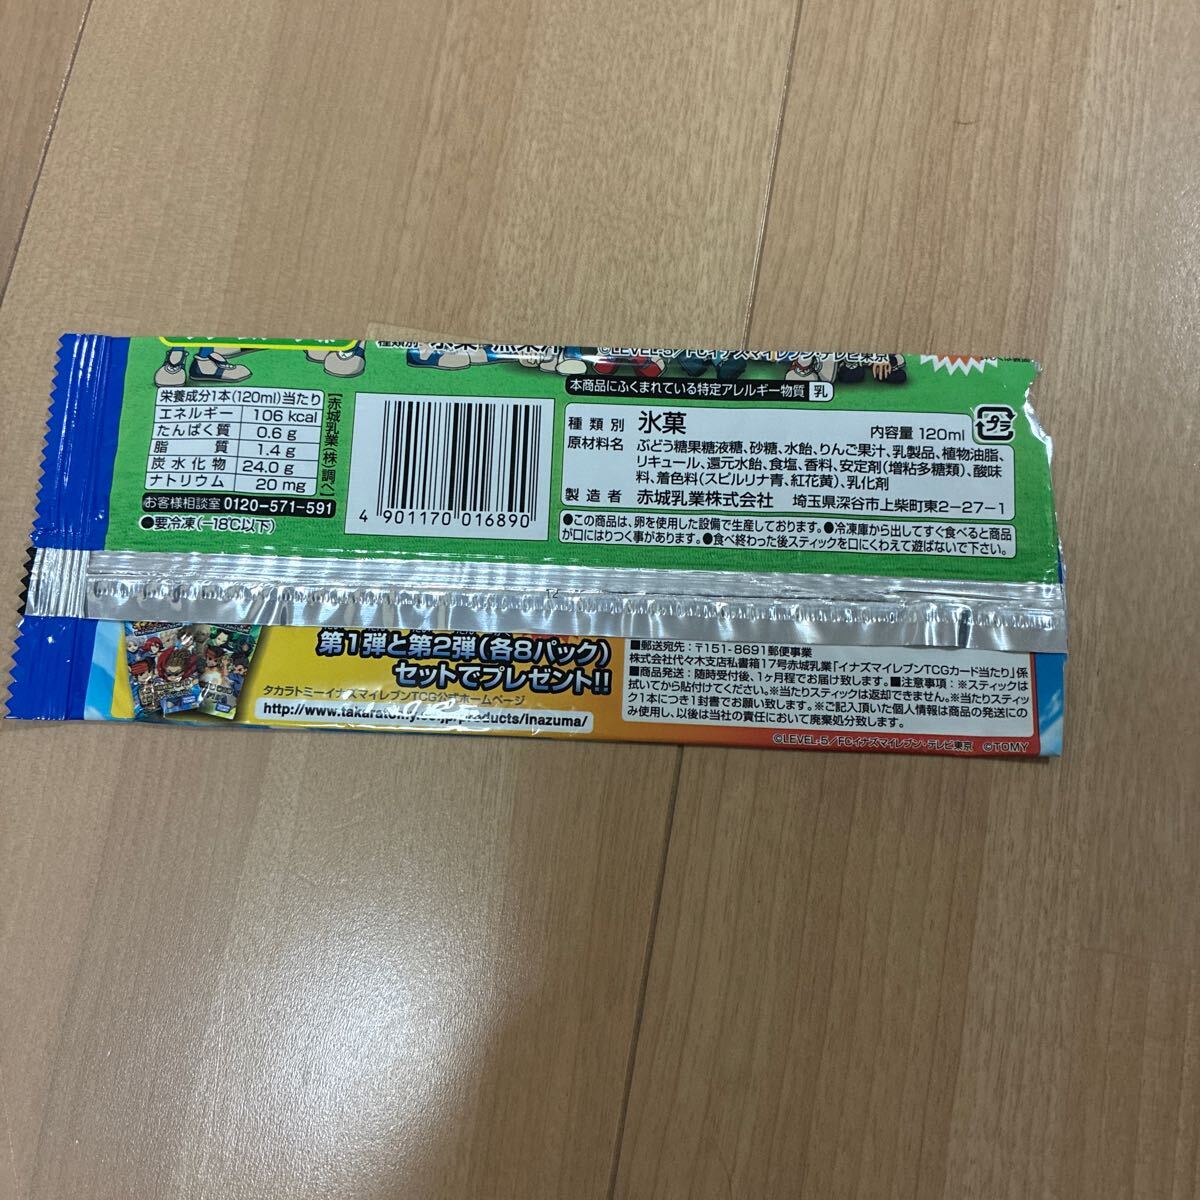 種類別
©LEVEL-5/FCイナズマイレブン・テレビ東京
本商品にふくまれている特定アレルギー物質 乳
栄養成分1本(120ml)当たり
エネルギー 106 kcal
たんぱく質 0.6 g
脂質 1.4 g
炭水化物 24.0 g
ナトリウム 20 mg
【赤城乳業(株)調べ】
お客様相談室 0120-571-591
●要冷凍(−18℃以下)
4 901170 016890
種類別 氷菓 内容量 120ml
プラ
原材料名 ぶどう糖果糖液糖、砂糖、水飴、りんご果汁、乳製品、植物油脂、
リキュール、還元水飴、食塩、香料、安定剤(増粘多糖類)、酸味
料、着色料(スピルリナ青、紅花黄)、乳化剤
製造者 赤城乳業株式会社 埼玉県深谷市上柴町東2-27-1
●この商品は、卵を使用した設備で生産しております。●冷凍庫から出してすぐ食べると商品
が口にはりつく事があります。●食べ終わった後スティックを口にくわえて遊ばないで下さい。
第1弾と第2弾(各8パック)
セットでプレゼント!!
タカラトミーイナズマイレブンTCG公式ホームページ
http://www.takaratomy.co.jp/products/inazuma/
■郵送宛先:〒151-8691郵便事業
株式会社代々木支店私書箱17号赤城乳業「イナズマイレブンTCGカード当たり」係
■商品発送:随時受付後、1ヶ月程でお届け致します。■注意事項:※スティックは
拭いてから貼付けてください。※当たりスティックは返却できません。※当たりスティッ
ク1本につき1封書でお願い致します。※ご記入頂いた個人情報は商品の発送にの
み使用し、以後は当社の責任において廃棄処分致します。
©LEVEL-5/FCイナズマイレブン・テレビ東京 ©TOMY